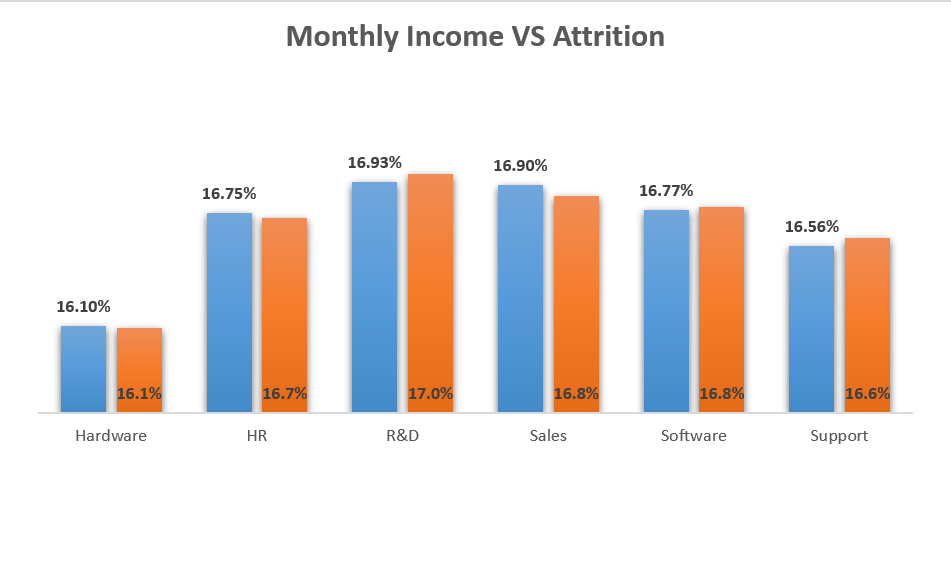 Monthly Income VS Attrition
16.10% 16.75% 16.93% 16.90% 16.77% 16.56%
16.1% 16.7% 17.0% 16.8% 16.8% 16.6%
Hardware HR R&D Sales Software Support